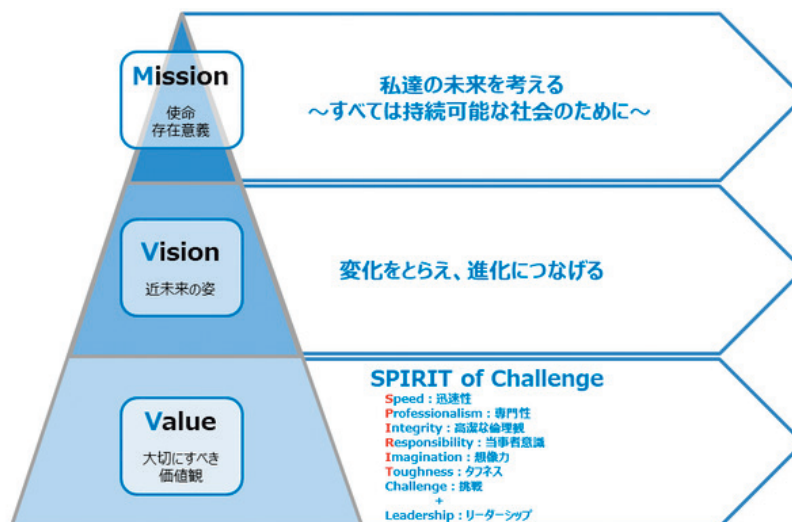 Mission
使命
存在意義
私達の未来を考える
～すべては持続可能な社会のために～
Vision
近未来の姿
変化をとらえ、進化につなげる
Value
大切にすべき
価値観
SPIRIT of Challenge
Speed：迅速性
Professionalism：専門性
Integrity：高潔な倫理観
Responsibility：当事者意識
Imagination：想像力
Toughness：タフネス
Challenge：挑戦
+
Leadership：リーダーシップ